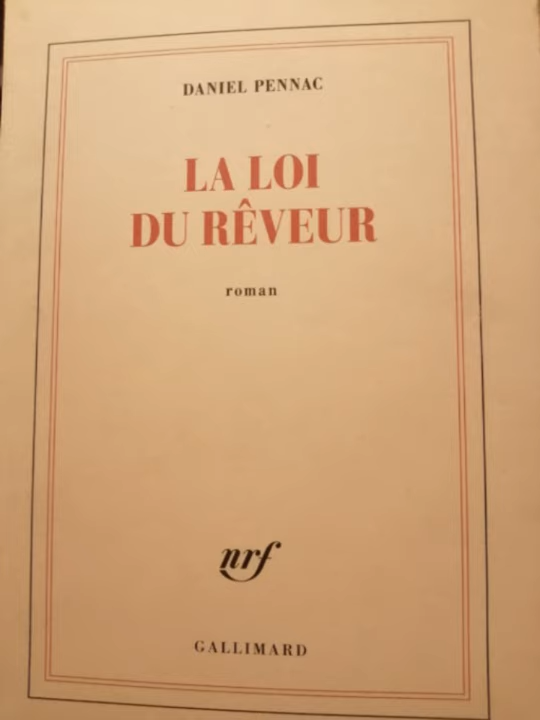 DANIEL PENNAC
LA LOI
DU RÊVEUR
roman
nrf
GALLIMARD